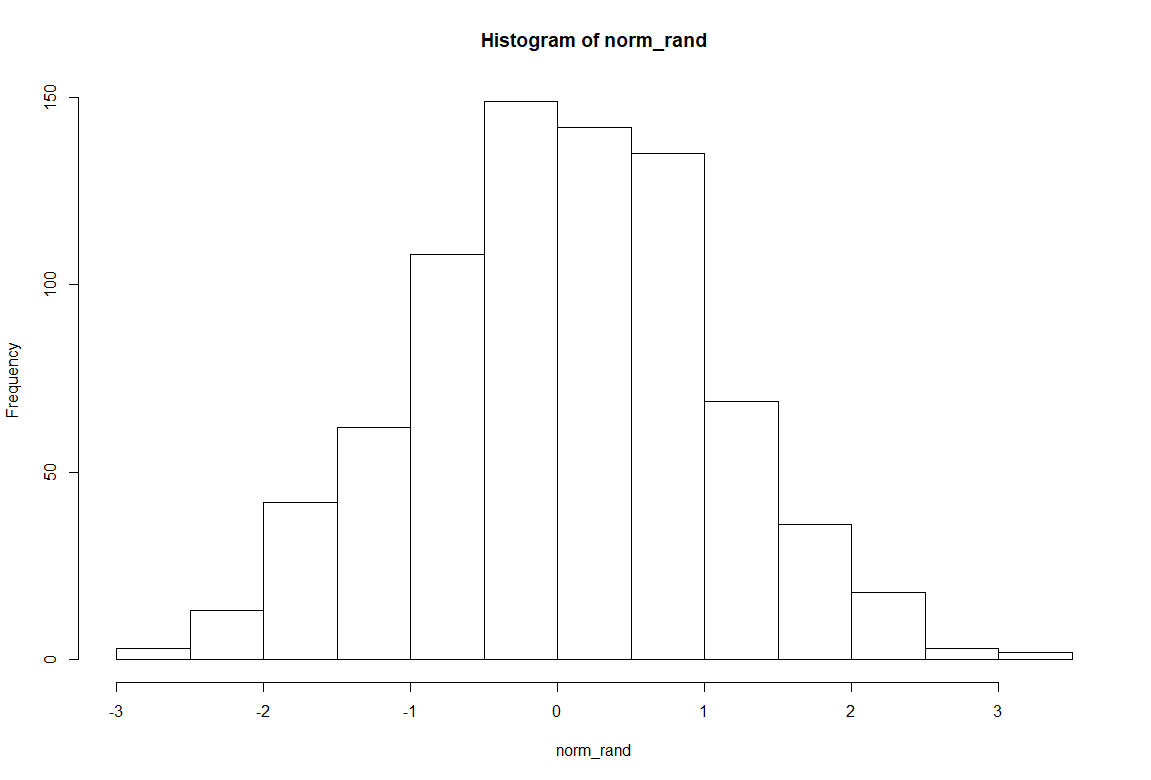 Histogram of norm_rand
150
100
50
0
Frequency
-3 -2 -1 0 1 2 3
norm_rand